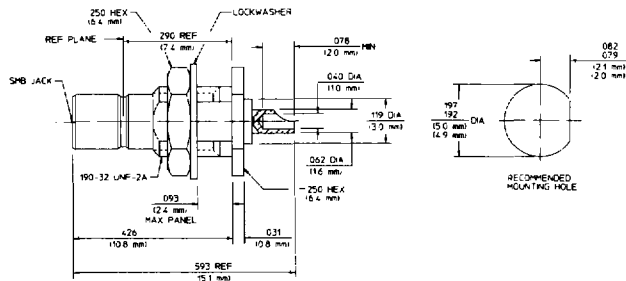 250 HEX
(6.4 mm)
LOCKWASHER
REF PLANE
290 REF
(7.4 mm)
078
(2.0 mm)
MIN
SMB JACK
040 DIA
(1.0 mm)
119 DIA
(3.0 mm)
062 DIA
(1.6 mm)
190-32 UNF-2A
250 HEX
(6.4 mm)
093
(2.4 mm)
MAX PANEL
426
(10.8 mm)
031
(0.8 mm)
593 REF
(15.1 mm)
082
079
(2.1 mm)
(2.0 mm)
197
192
DIA
(5.0 mm)
(4.9 mm)
RECOMMENDED
MOUNTING HOLE